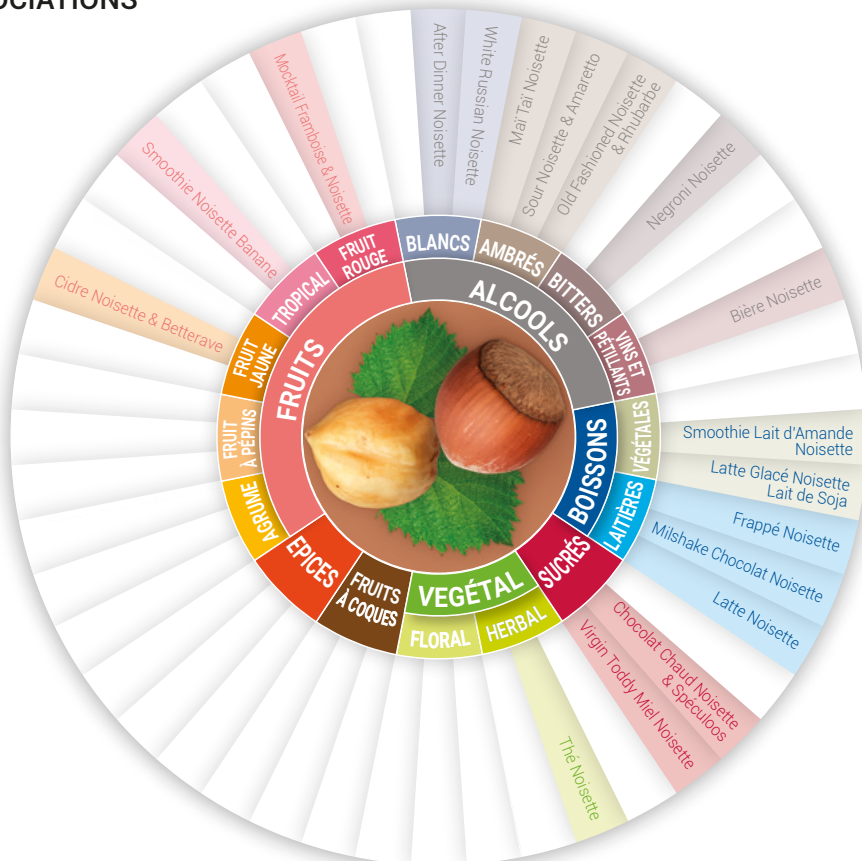 OCIATIONS
After Dinner Noisette
White Russian Noisette
Maï Taï Noisette
Sour Noisette & Amaretto
Old Fashioned Noisette
& Rhubarbe
Negroni Noisette
Bière Noisette
Smoothie Lait d'Amande
Noisette
Latte Glacé Noisette
Lait de Soja
Frappé Noisette
Milshake Chocolat Noisette
Latte Noisette
Chocolat Chaud Noisette
& Spéculoos
Virgin Toddy Miel Noisette
Thé Noisette
Cidre Noisette & Betterave
Smoothie Noisette Banane
Mocktail Framboise & Noisette
BLANCS
AMBRÉS
BITTERS
VINS ET
PÉTILLANTS
VÉGÉTALES
LAITIÈRES
SUCRÉS
HERBAL
FLORAL
FRUITS
À COQUES
EPICES
AGRUME
FRUIT
À PÉPINS
FRUIT
JAUNE
TROPICAL
FRUIT
ROUGE
ALCOOLS
BOISSONS
VEGÉTAL
FRUITS